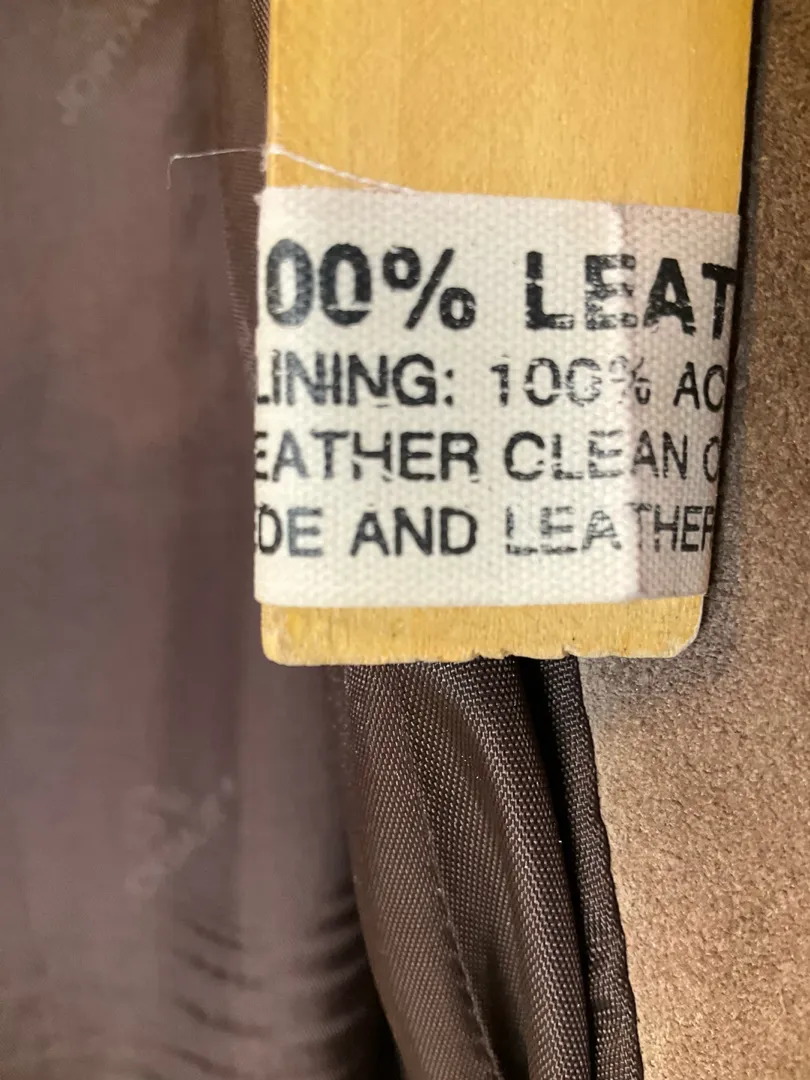 00% LEAT
LINING: 100% AC
EATHER CLEAN O
DE AND LEATHER